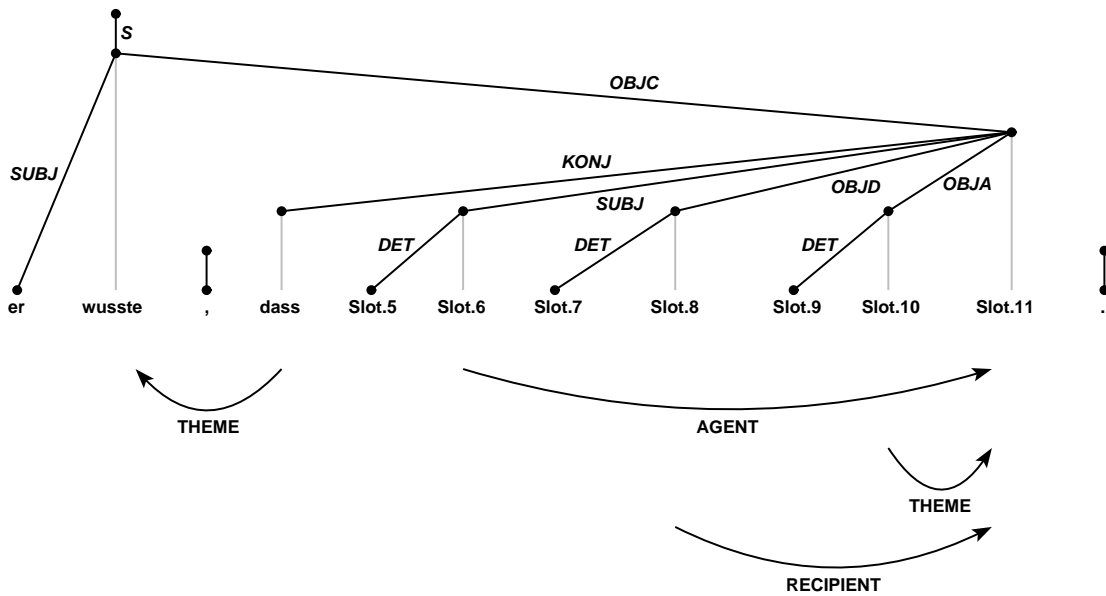 S
OBJC
KONJ
SUBJ
OBJD
OBJA
SUBJ
DET
DET
DET
er wusste , dass Slot.5 Slot.6 Slot.7 Slot.8 Slot.9 Slot.10 Slot.11 .
THEME
AGENT
THEME
RECIPIENT